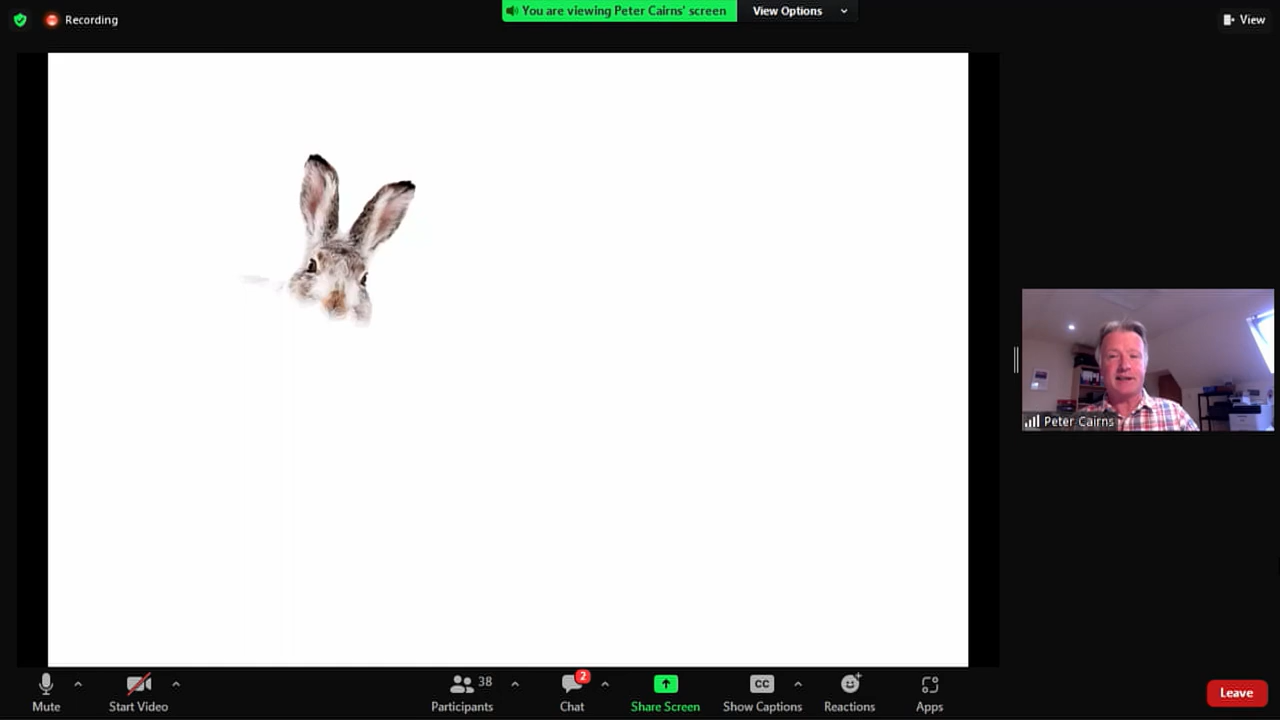 Recording
You are viewing Peter Cairns' screen
View Options
View
Peter Cairns
Mute
Start Video
38
Participants
2
Chat
Share Screen
CC
Show Captions
Reactions
Apps
Leave